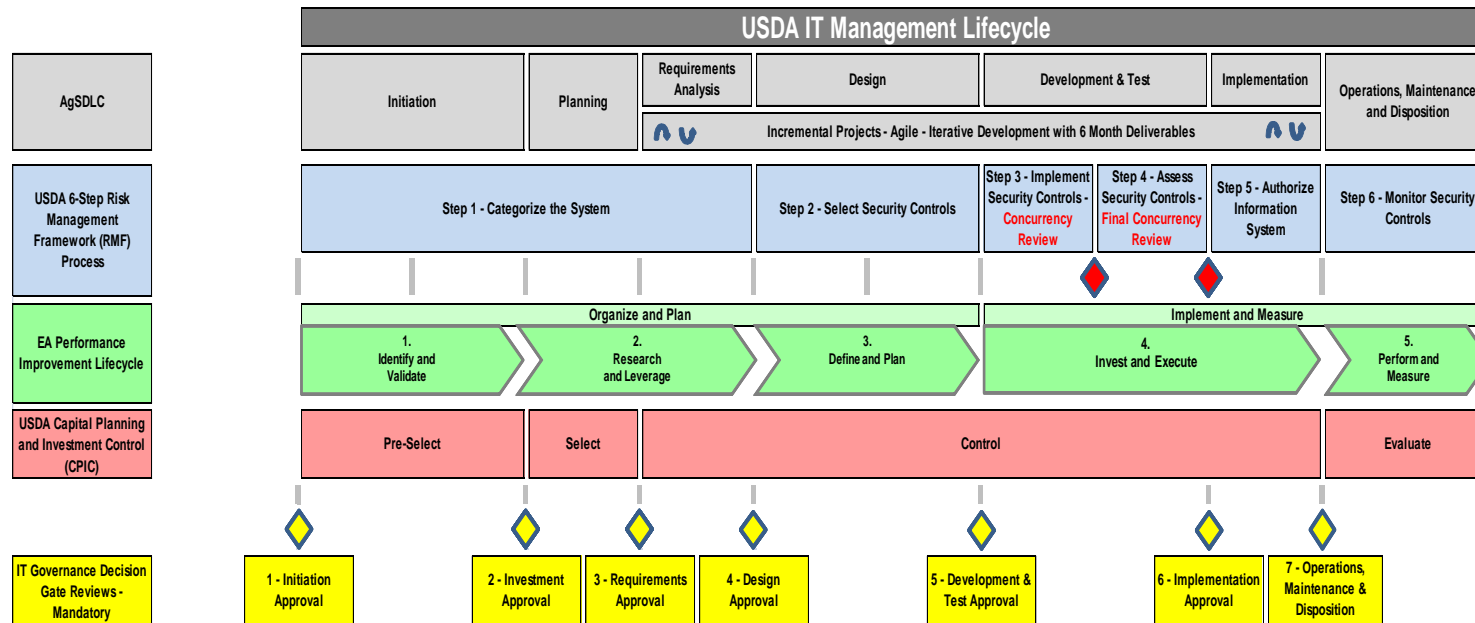 USDA IT Management Lifecycle
AgSDLC
Initiation
Planning
Requirements
Analysis
Design
Development & Test
Implementation
Operations, Maintenance
and Disposition
Incremental Projects - Agile - Iterative Development with 6 Month Deliverables
USDA 6-Step Risk
Management
Framework (RMF)
Process
Step 1 - Categorize the System
Step 2 - Select Security Controls
Step 3 - Implement
Security Controls -
Concurrency
Review
Step 4 - Assess
Security Controls -
Final Concurrency
Review
Step 5 - Authorize
Information
System
Step 6 - Monitor Security
Controls
EA Performance
Improvement Lifecycle
Organize and Plan
Implement and Measure
1.
Identify and
Validate
2.
Research
and Leverage
3.
Define and Plan
4.
Invest and Execute
5.
Perform and
Measure
USDA Capital Planning
and Investment Control
(CPIC)
Pre-Select
Select
Control
Evaluate
IT Governance Decision
Gate Reviews -
Mandatory
1 - Initiation
Approval
2 - Investment
Approval
3 - Requirements
Approval
4 - Design
Approval
5 - Development &
Test Approval
6 - Implementation
Approval
7 - Operations,
Maintenance &
Disposition